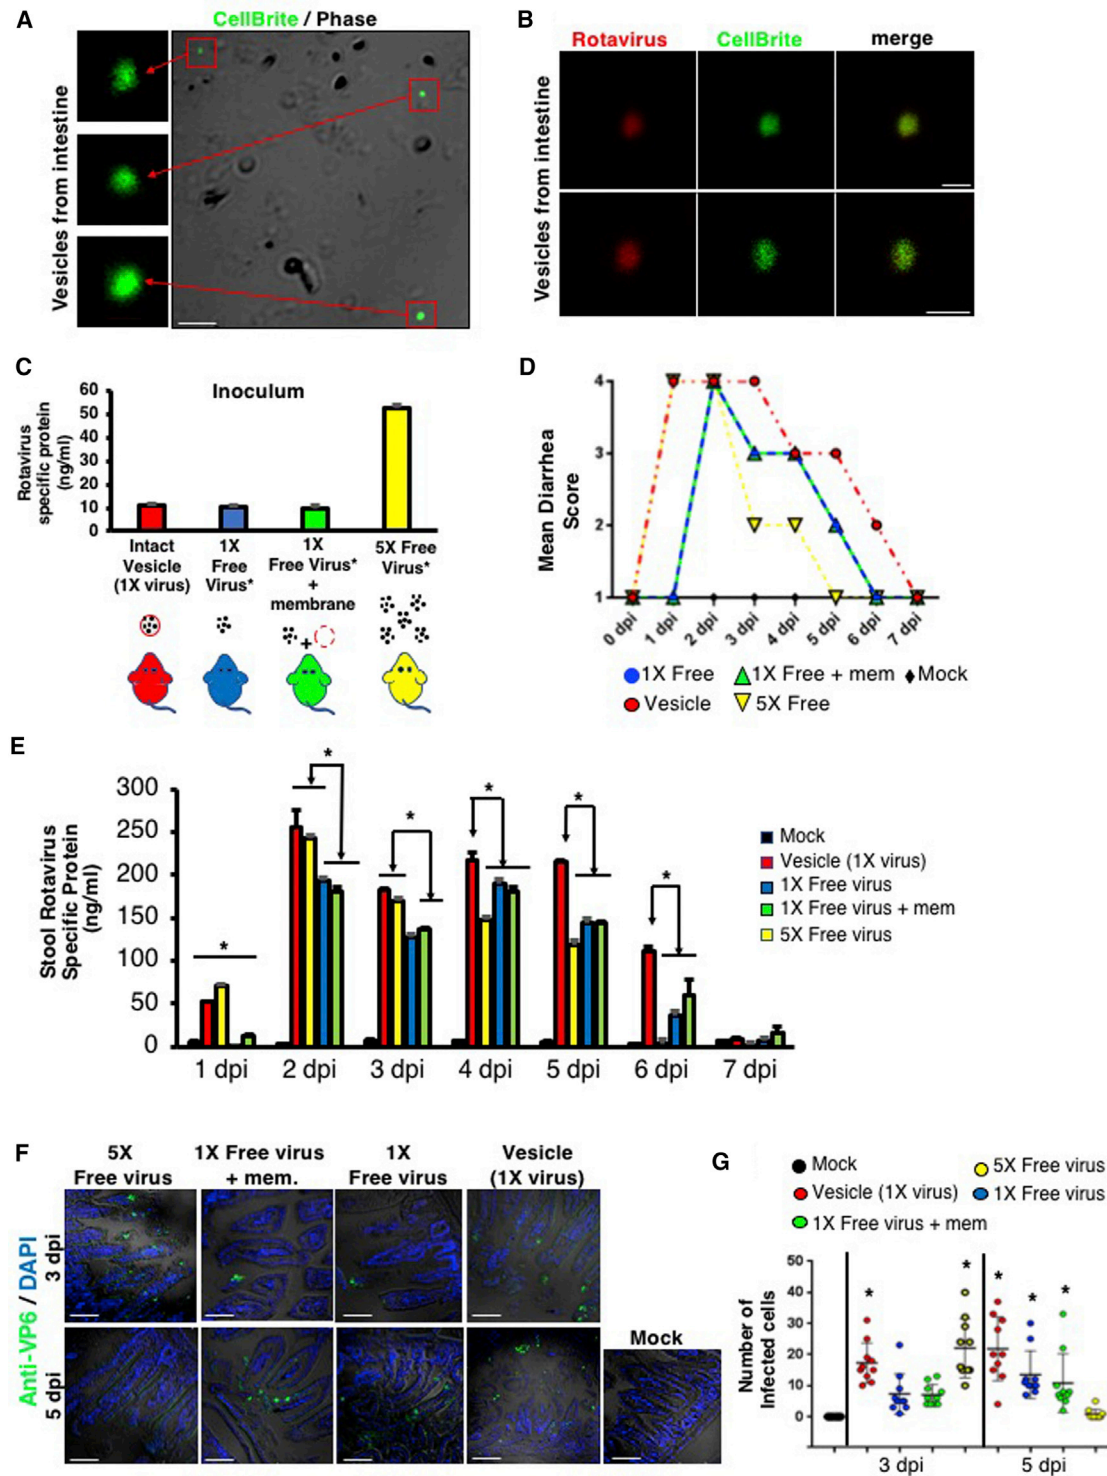 A
CellBrite / Phase
Vesicles from intestine
B
Rotavirus CellBrite merge
Vesicles from intestine
C
Inoculum
Rotavirus
specific protein
(ng/ml)
60
50
40
30
20
10
0
Intact
Vesicle
(1X virus)
1X
Free
Virus*
1X
Free Virus*
+
membrane
5X Free
Virus*
+
D
Mean Diarrhea
Score
4
3
2
1
0 dpi 1 dpi 2 dpi 3 dpi 4 dpi 5 dpi 6 dpi 7 dpi
1X Free 1X Free + mem Mock
Vesicle 5X Free
E
Stool Rotavirus
Specific Protein
(ng/ml)
300
250
200
150
100
50
0
* * * * * *
1 dpi 2 dpi 3 dpi 4 dpi 5 dpi 6 dpi 7 dpi
Mock
Vesicle (1X virus)
1X Free virus
1X Free virus + mem
5X Free virus
F
5X
Free virus
1X Free virus
+ mem.
1X
Free virus
Vesicle
(1X virus)
Anti-VP6 / DAPI
3 dpi
5 dpi
Mock
G
Mock 5X Free virus
Vesicle (1X virus) 1X Free virus
1X Free virus + mem
Number of
Infected cells
50
40
30
20
10
0
* * * * *
3 dpi 5 dpi